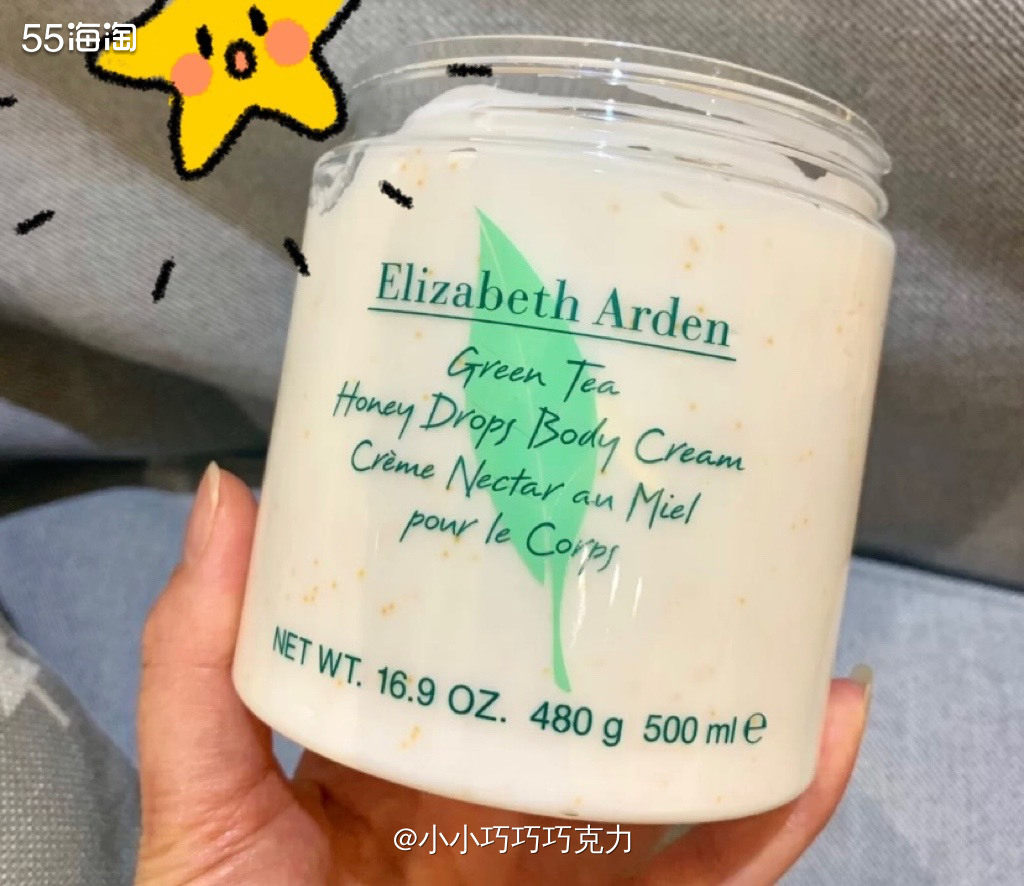 55海淘
Elizabeth Arden
Green Tea
Honey Drops Body Cream
Crème Nectar au Miel
pour le Corps
NET WT. 16.9 OZ. 480 g 500 ml e
@小小巧巧巧克力